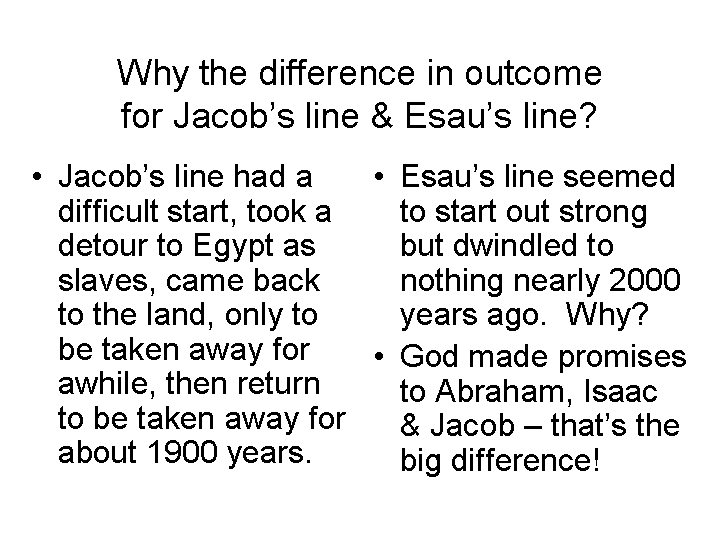 Why the difference in outcome
for Jacob’s line & Esau’s line?
• Jacob’s line had a
difficult start, took a
detour to Egypt as
slaves, came back
to the land, only to
be taken away for
awhile, then return
to be taken away for
about 1900 years.
• Esau’s line seemed
to start out strong
but dwindled to
nothing nearly 2000
years ago.  Why?
• God made promises
to Abraham, Isaac
& Jacob – that’s the
big difference!